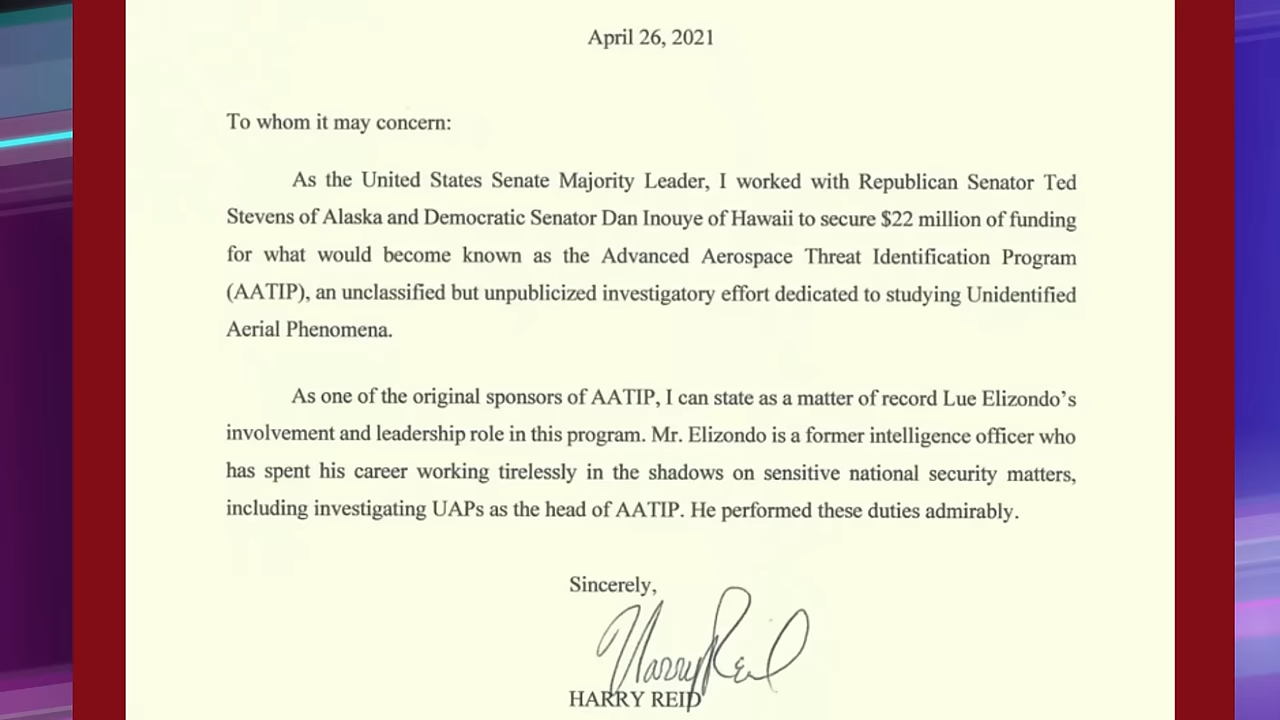 April 26, 2021
To whom it may concern:
As the United States Senate Majority Leader, I worked with Republican Senator Ted
Stevens of Alaska and Democratic Senator Dan Inouye of Hawaii to secure $22 million of funding
for what would become known as the Advanced Aerospace Threat Identification Program
(AATIP), an unclassified but unpublicized investigatory effort dedicated to studying Unidentified
Aerial Phenomena.
As one of the original sponsors of AATIP, I can state as a matter of record Lue Elizondo's
involvement and leadership role in this program. Mr. Elizondo is a former intelligence officer who
has spent his career working tirelessly in the shadows on sensitive national security matters,
including investigating UAPs as the head of AATIP. He performed these duties admirably.
Sincerely,
Harry Reid
HARRY REID